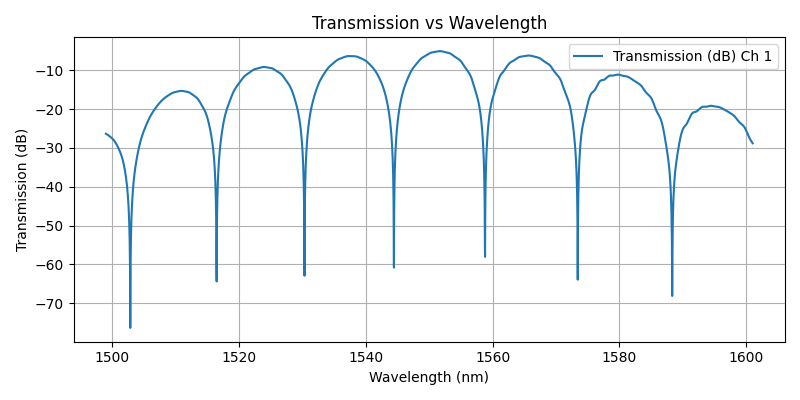 Transmission vs Wavelength
Transmission (dB) Ch 1
Transmission (dB)
−10
−20
−30
−40
−50
−60
−70
1500 1520 1540 1560 1580 1600
Wavelength (nm)